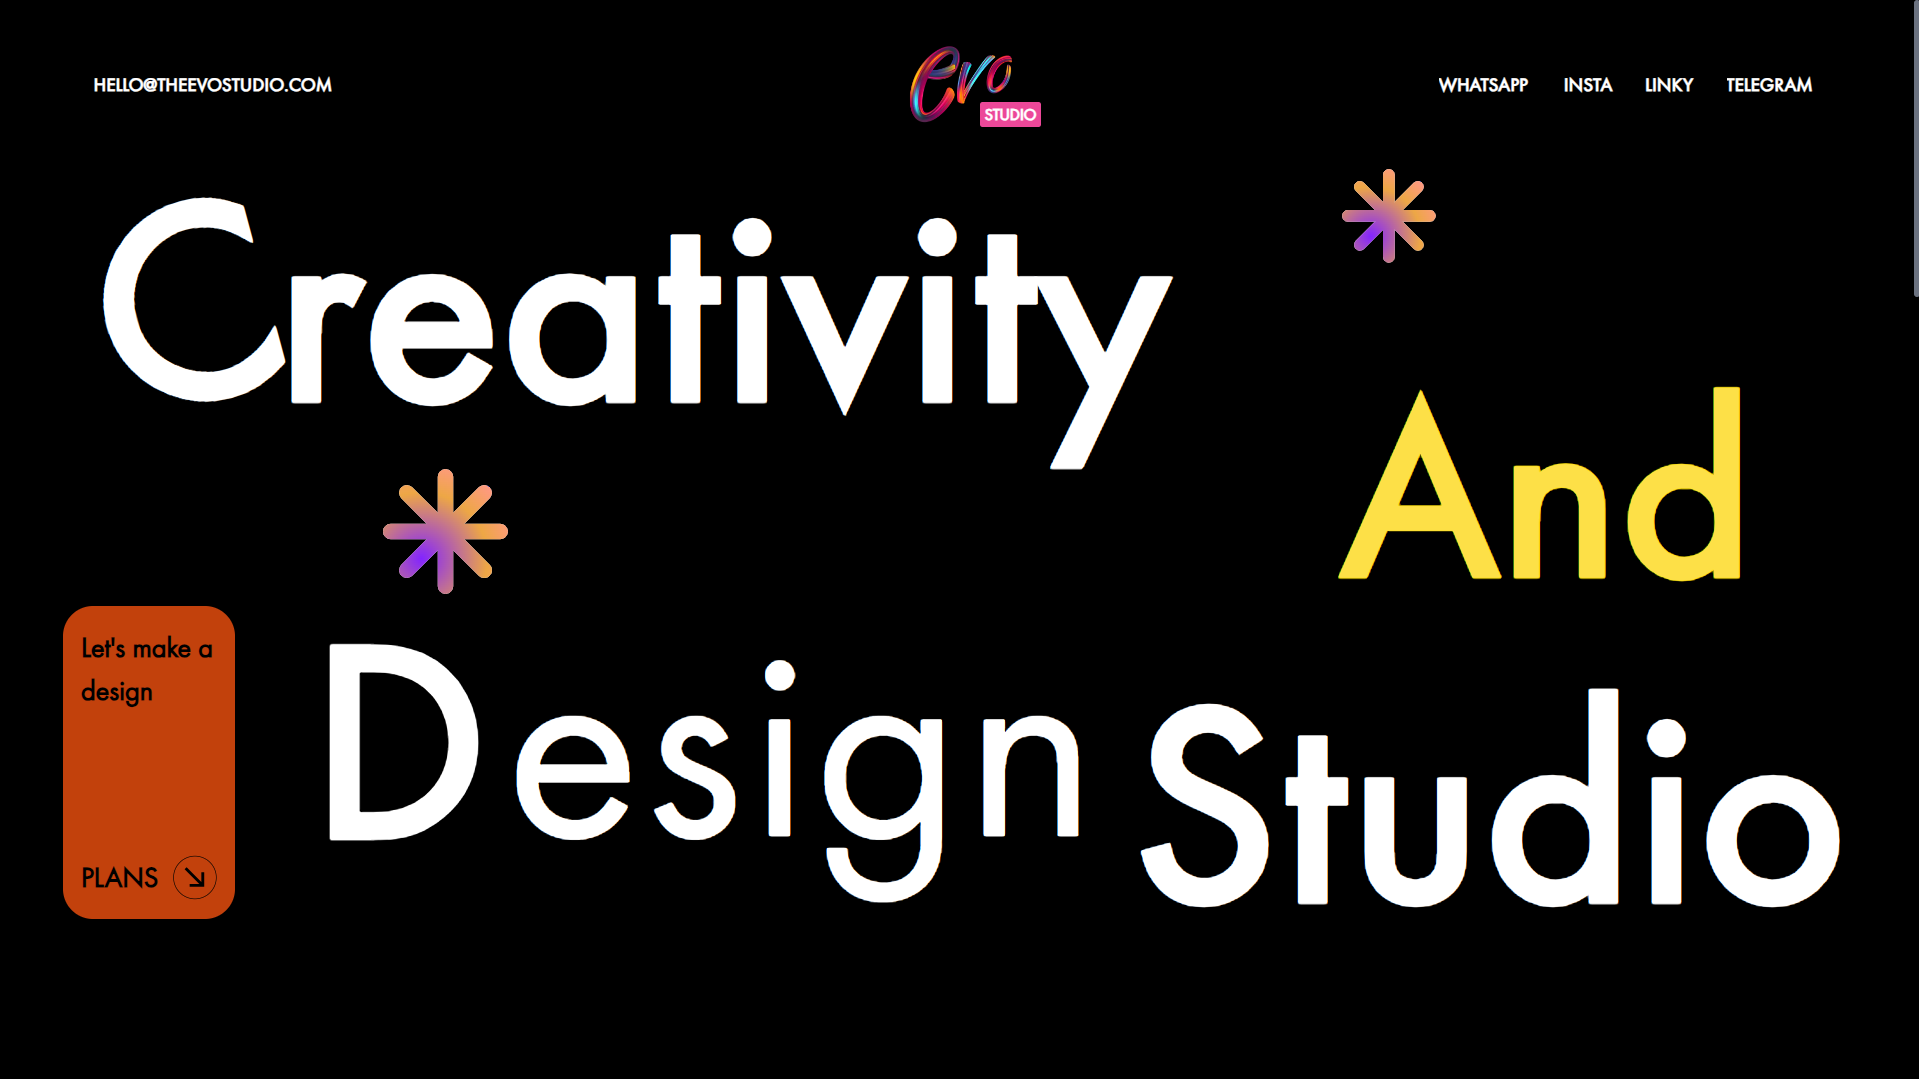 HELLO@THEEVOSTUDIO.COM
evo
STUDIO
WHATSAPP INSTA LINKY TELEGRAM
Creativity
And
Let's make a
design
PLANS
Design Studio